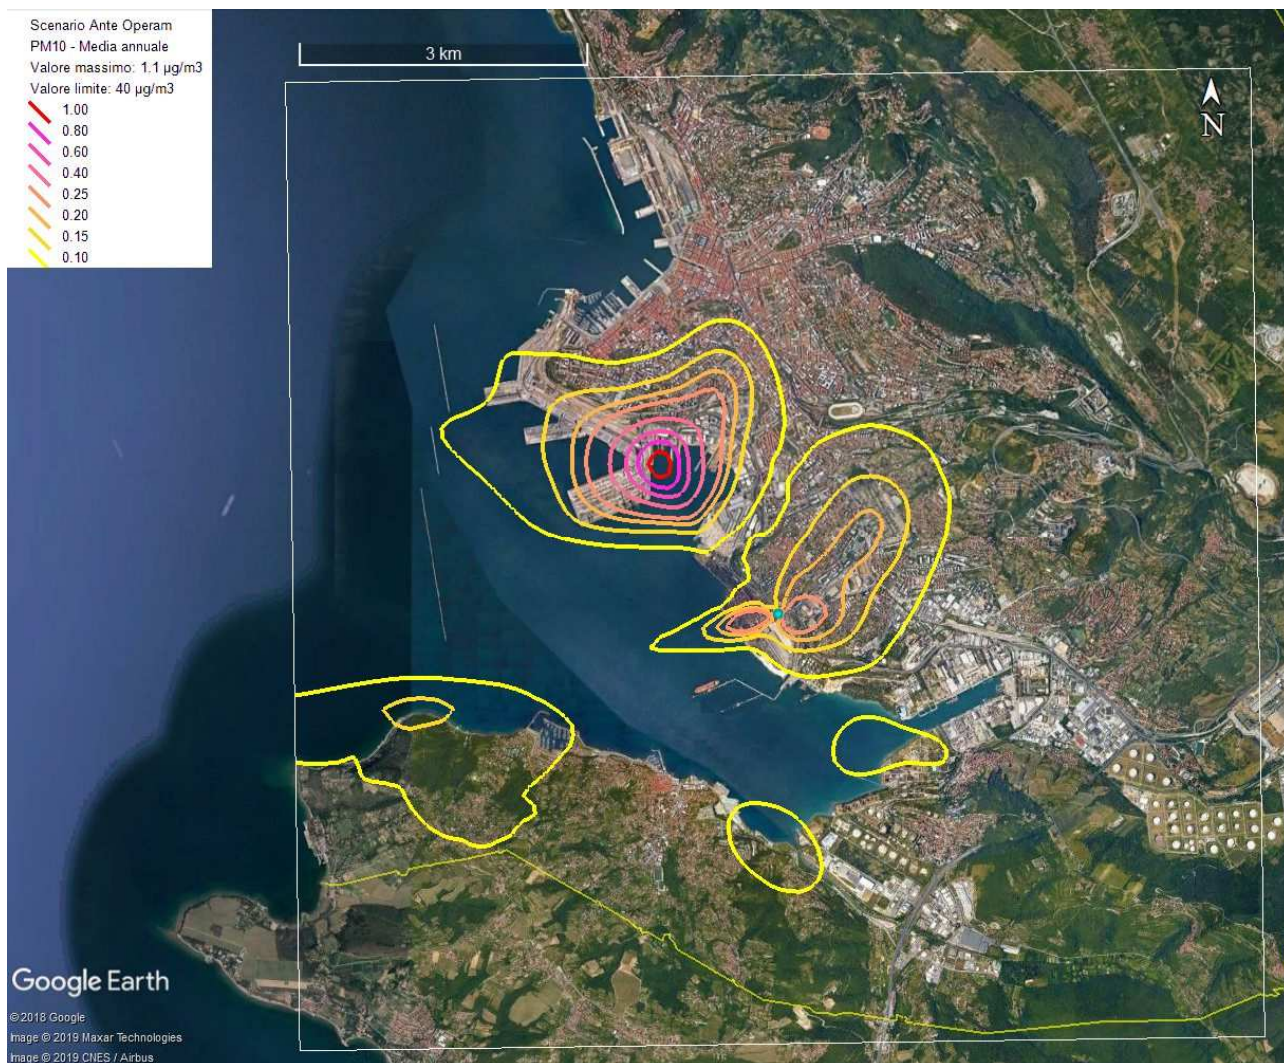 Scenario Ante Operam
PM10 - Media annuale
Valore massimo: 1.1 µg/m3
Valore limite: 40 µg/m3
1.00
0.80
0.60
0.40
0.25
0.20
0.15
0.10
3 km
N
Google Earth
© 2018 Google
Image © 2019 Maxar Technologies
Image © 2019 CNES / Airbus